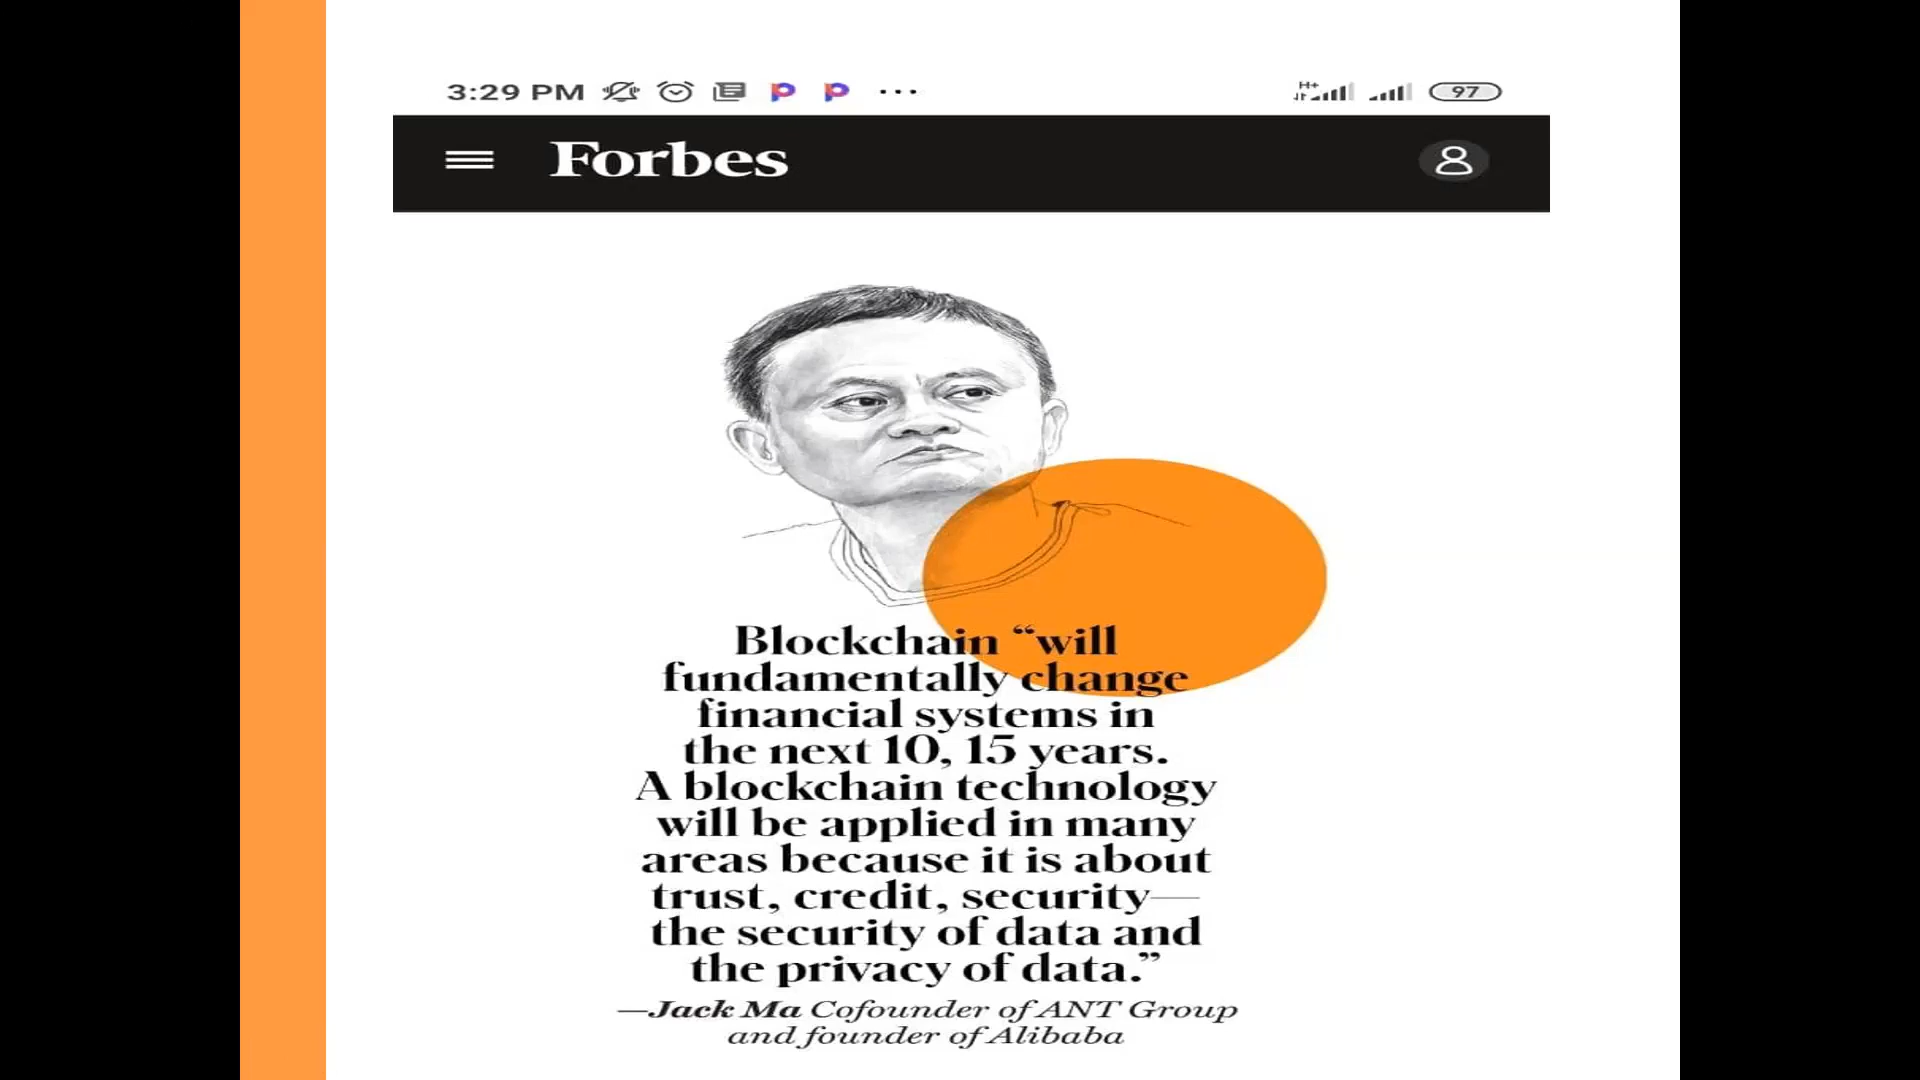 3:29 PM
H+
97
Forbes
Blockchain “will
fundamentally change
financial systems in
the next 10, 15 years.
A blockchain technology
will be applied in many
areas because it is about
trust, credit, security—
the security of data and
the privacy of data.”
—Jack Ma Cofounder of ANT Group
and founder of Alibaba